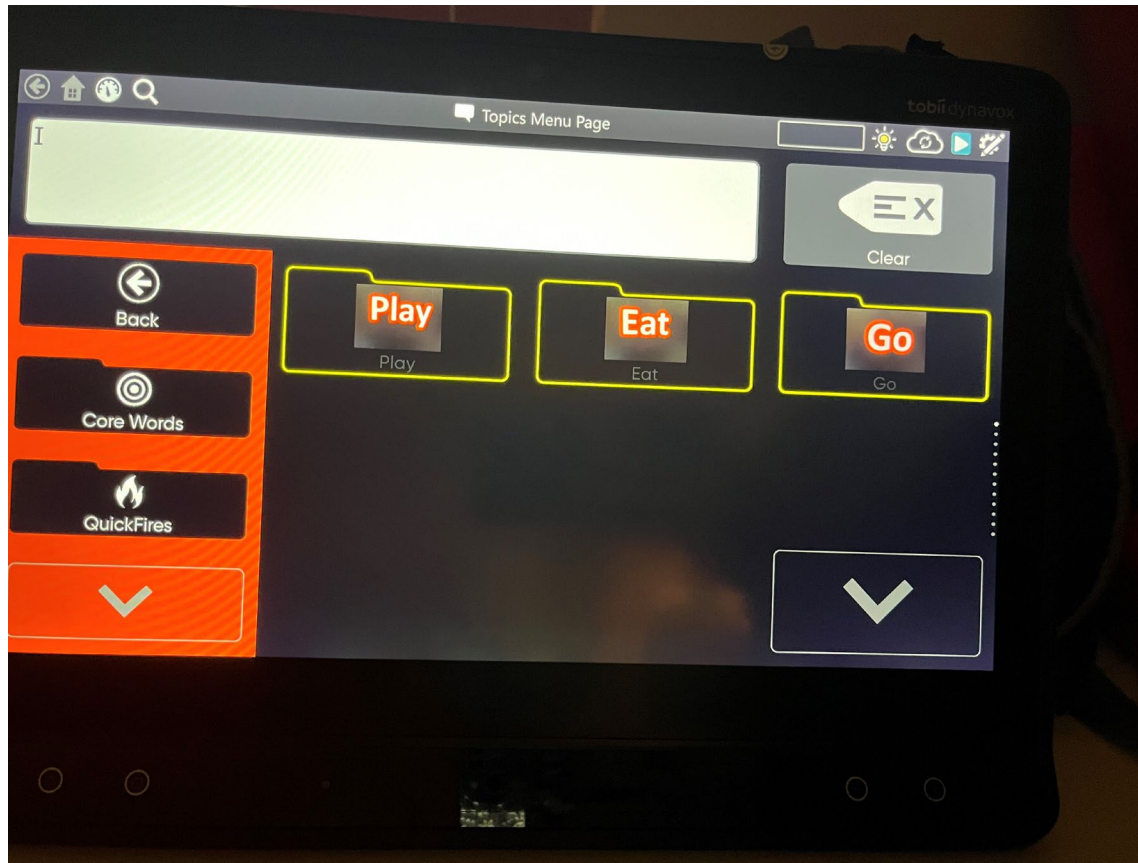 tobii dynavox
Topics Menu Page
Clear
Back
Core Words
QuickFires
Play
Play
Eat
Eat
Go
Go